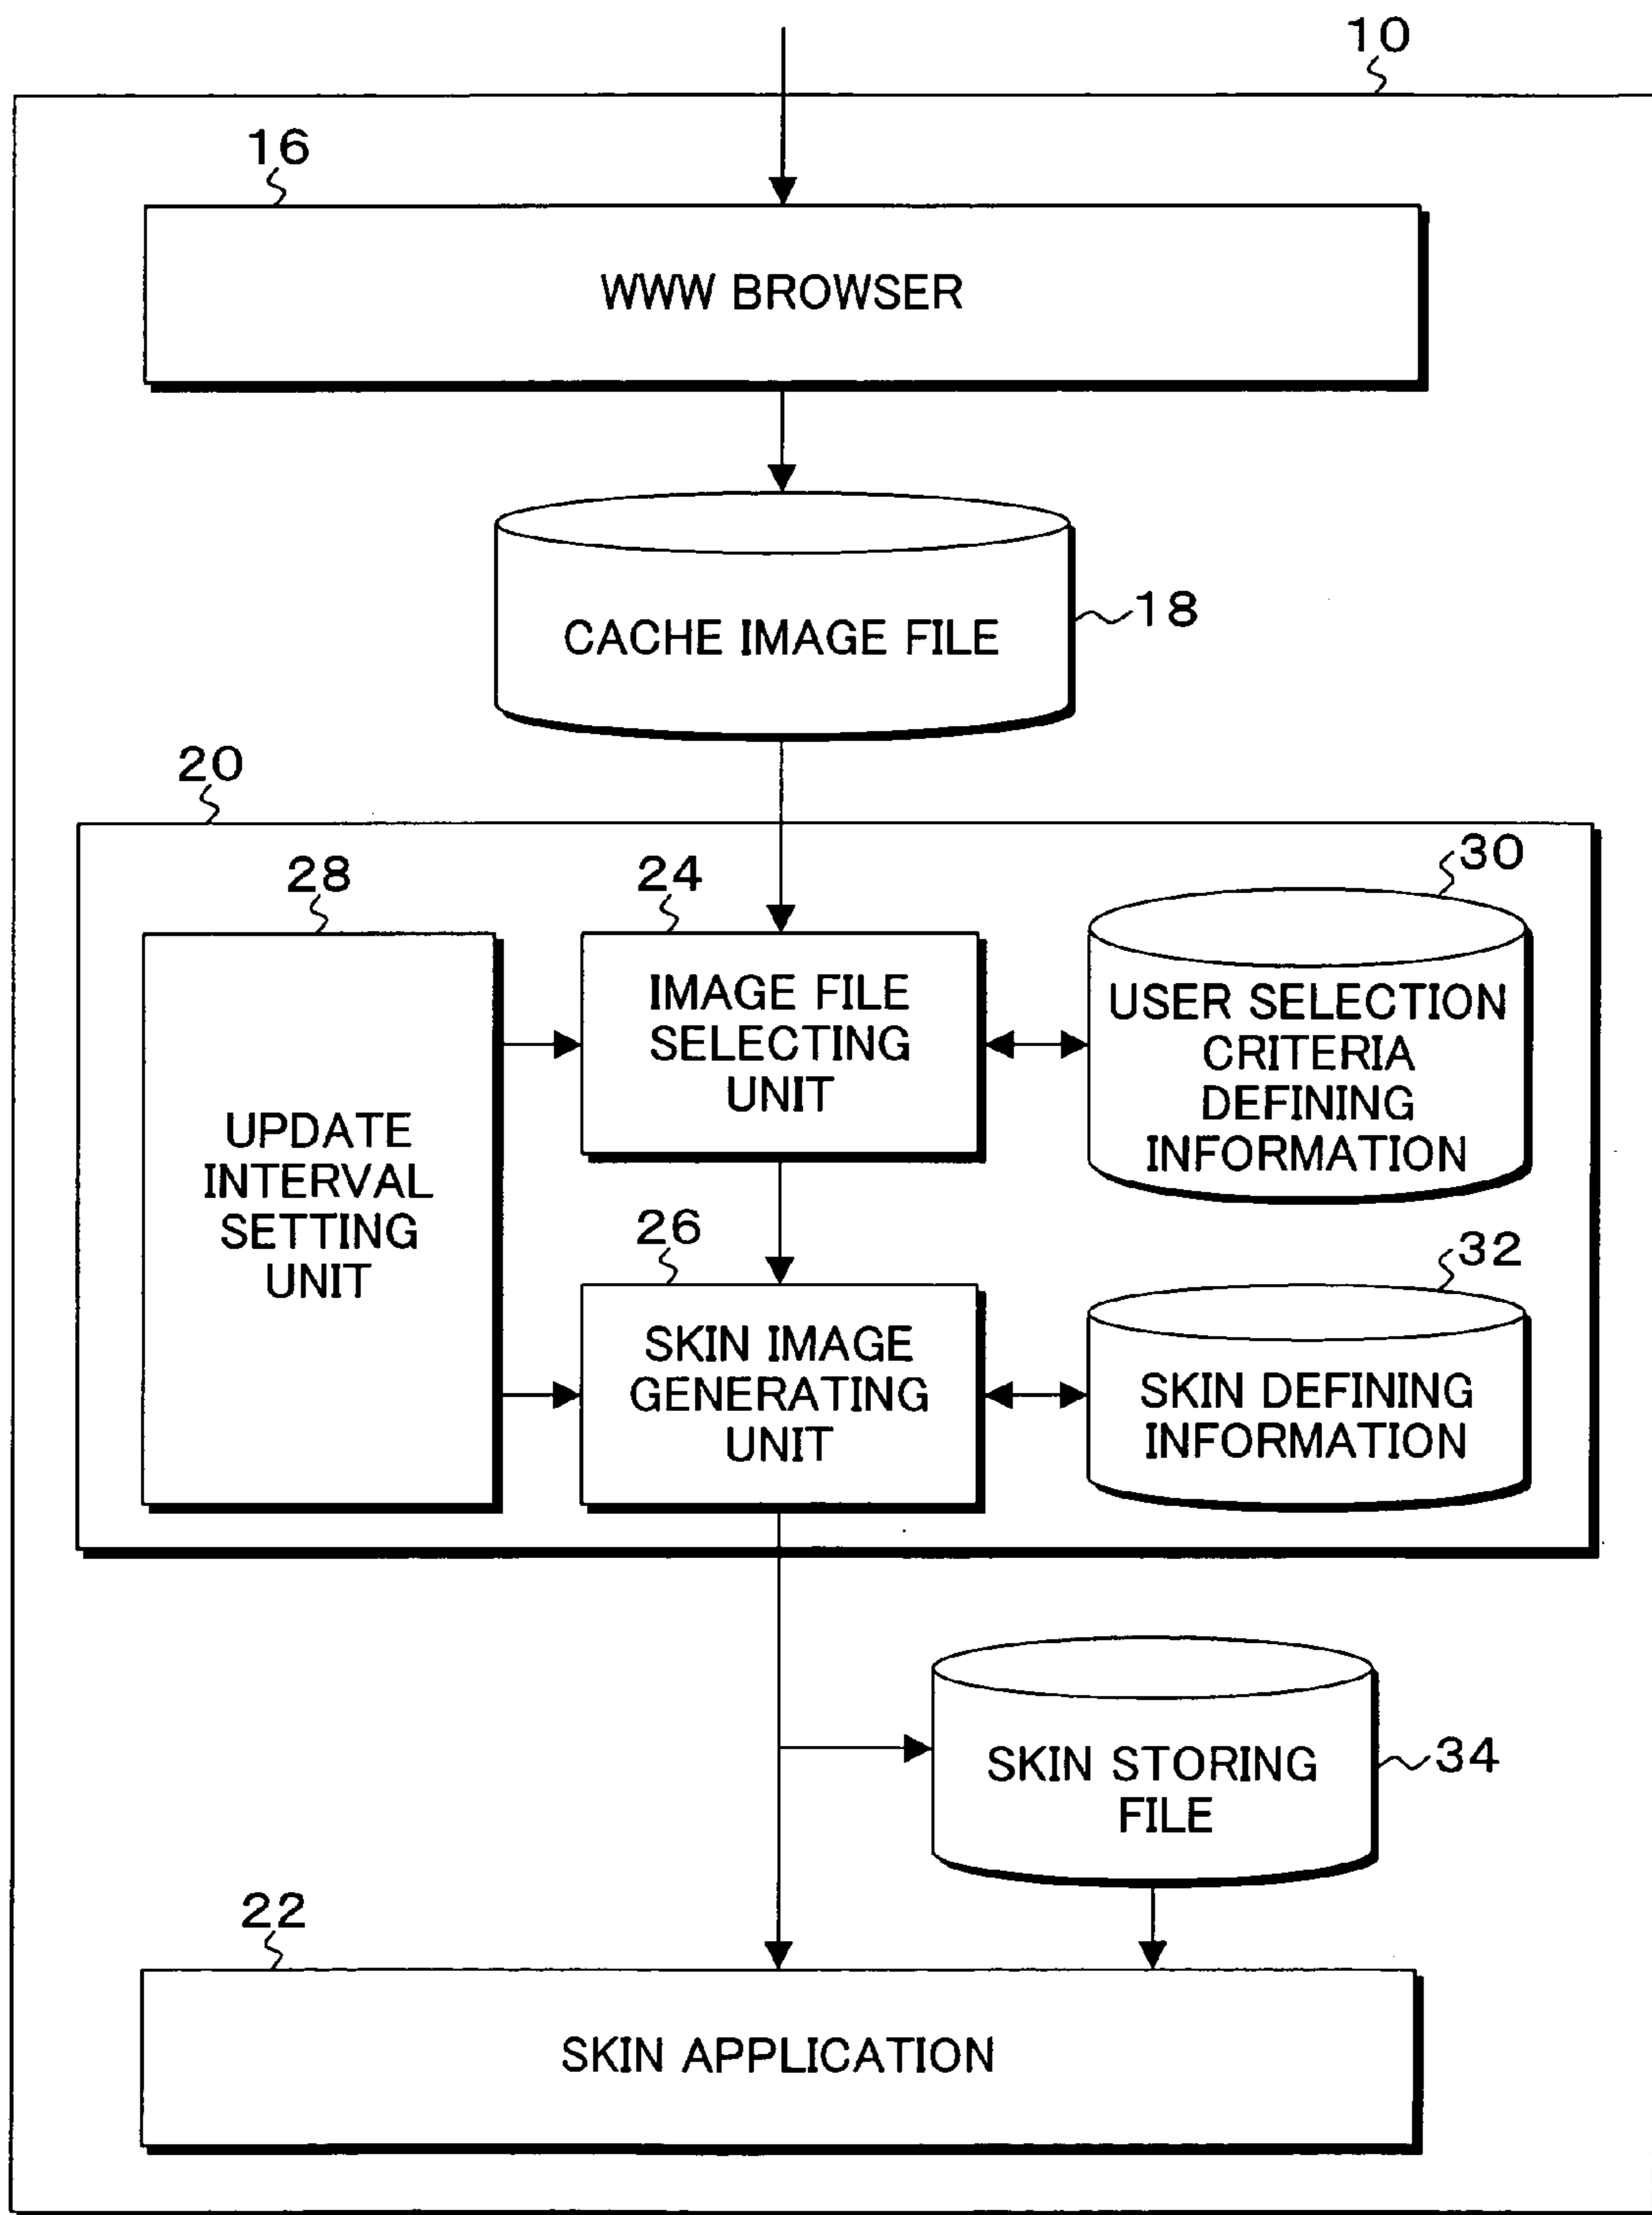 10
16
WWW BROWSER
CACHE IMAGE FILE
18
20
28
24
30
UPDATE
INTERVAL
SETTING
UNIT
IMAGE FILE
SELECTING
UNIT
USER SELECTION
CRITERIA
DEFINING
INFORMATION
26
32
SKIN IMAGE
GENERATING
UNIT
SKIN DEFINING
INFORMATION
SKIN STORING
FILE
34
22
SKIN APPLICATION